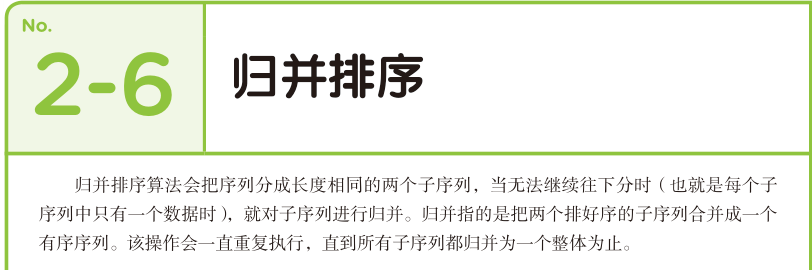 No.
2-6
归并排序
归并排序算法会把序列分成长度相同的两个子序列，当无法继续往下分时（也就是每个子
序列中只有一个数据时），就对子序列进行归并。归并指的是把两个排好序的子序列合并成一个
有序序列。该操作会一直重复执行，直到所有子序列都归并为一个整体为止。